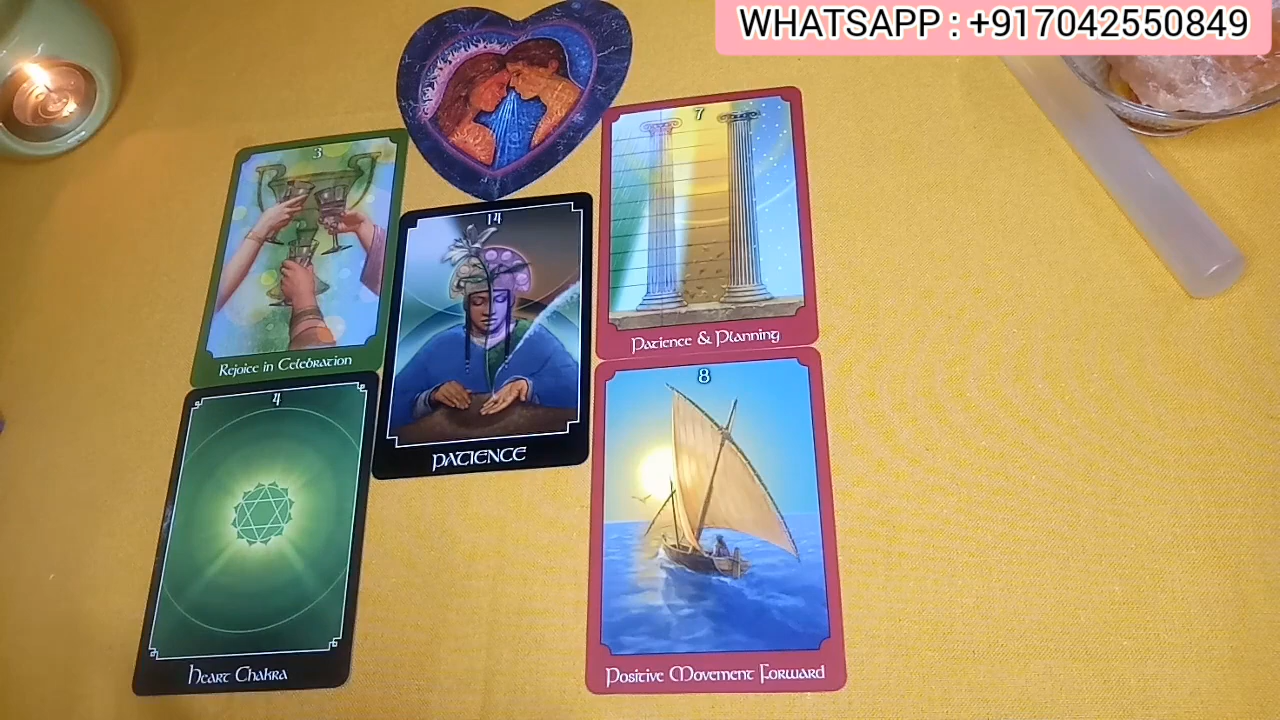 WHATSAPP : +917042550849
3
Rejoice in Celebration
14
PATIENCE
7
Patience & Planning
4
Heart Chakra
8
Positive Movement Forward